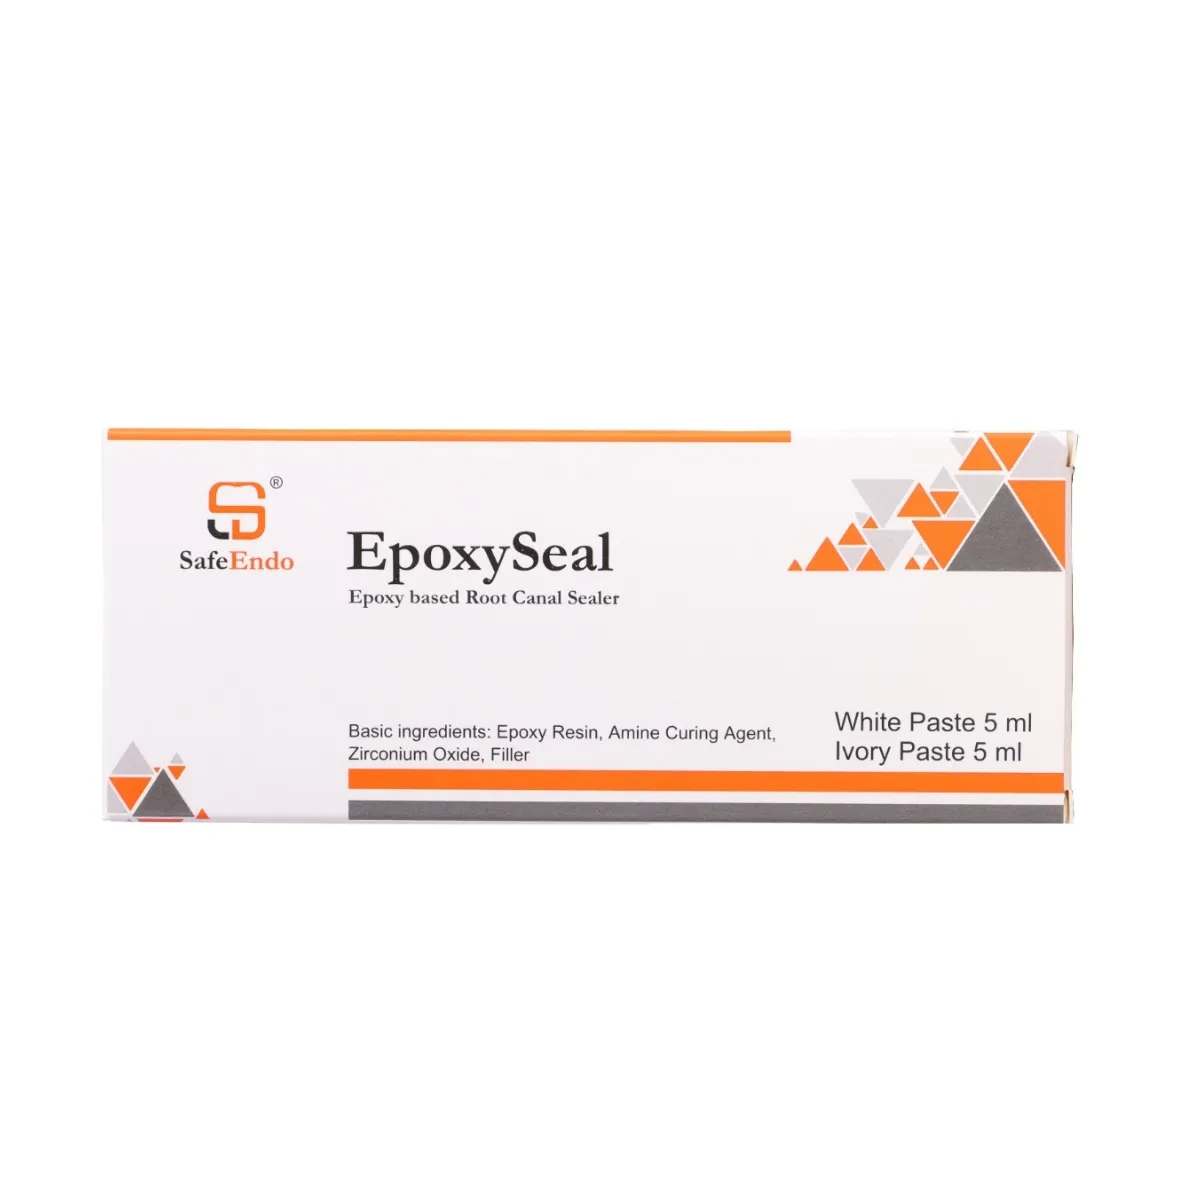 ®
SafeEndo
EpoxySeal
Epoxy based Root Canal Sealer
Basic ingredients: Epoxy Resin, Amine Curing Agent,
Zirconium Oxide, Filler
White Paste 5 ml
Ivory Paste 5 ml